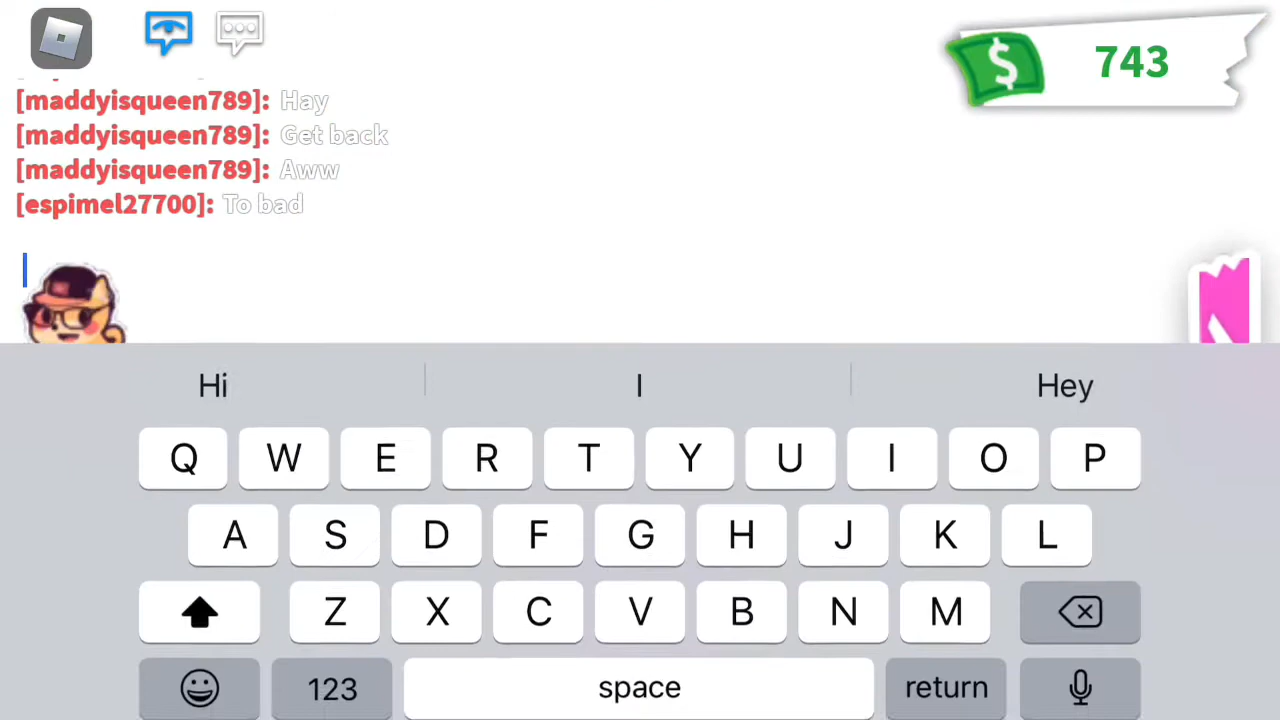 743
[maddyisqueen789]: Hay
[maddyisqueen789]: Get back
[maddyisqueen789]: Aww
[espimel27700]: To bad
Hi I Hey
Q W E R T Y U I O P
A S D F G H J K L
Z X C V B N M
123 space return